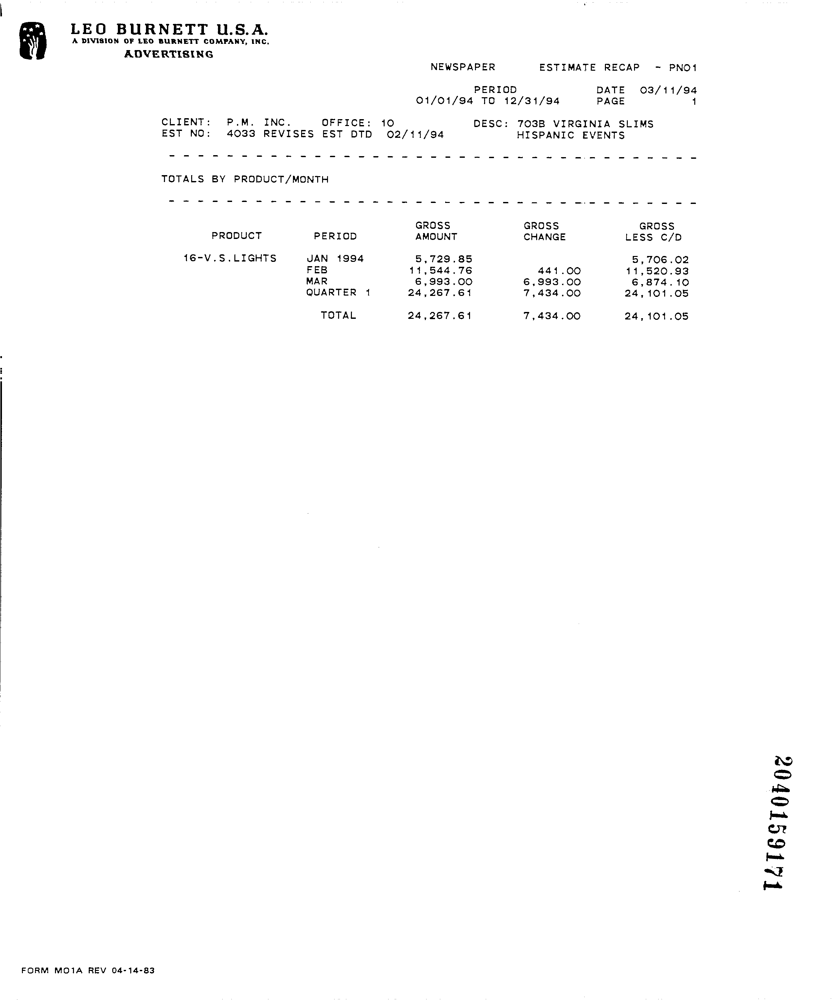 LEO BURNETT U.S.A.
A DIVISION OF LEO BURNETT COMPANY, INC.
ADVERTISING
NEWSPAPER ESTIMATE RECAP - PN01
PERIOD DATE 03/11/94
01/01/94 TO 12/31/94 PAGE 1
CLIENT: P.M. INC. OFFICE: 10 DESC: 703B VIRGINIA SLIMS
EST NO: 4033 REVISES EST DTD 02/11/94 HISPANIC EVENTS
TOTALS BY PRODUCT/MONTH
GROSS GROSS GROSS
PRODUCT PERIOD AMOUNT CHANGE LESS C/D
16-V.S.LIGHTS JAN 1994 5,729.85 5,706.02
FEB 11,544.76 441.00 11,520.93
MAR 6,993.00 6,993.00 6,874.10
QUARTER 1 24,267.61 7,434.00 24,101.05
TOTAL 24,267.61 7,434.00 24,101.05
2040159171
FORM MO1A REV 04-14-83